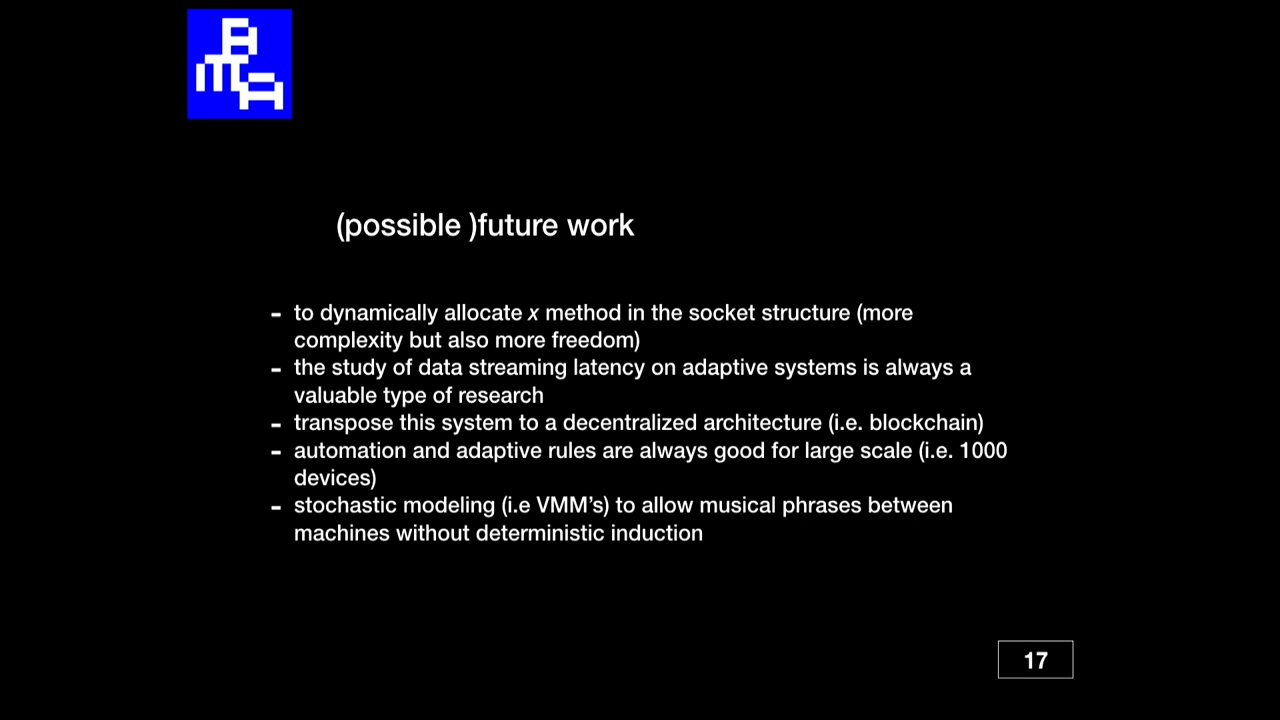 BMA
(possible )future work
- to dynamically allocate x method in the socket structure (more
complexity but also more freedom)
- the study of data streaming latency on adaptive systems is always a
valuable type of research
- transpose this system to a decentralized architecture (i.e. blockchain)
- automation and adaptive rules are always good for large scale (i.e. 1000
devices)
- stochastic modeling (i.e VMM’s) to allow musical phrases between
machines without deterministic induction
17